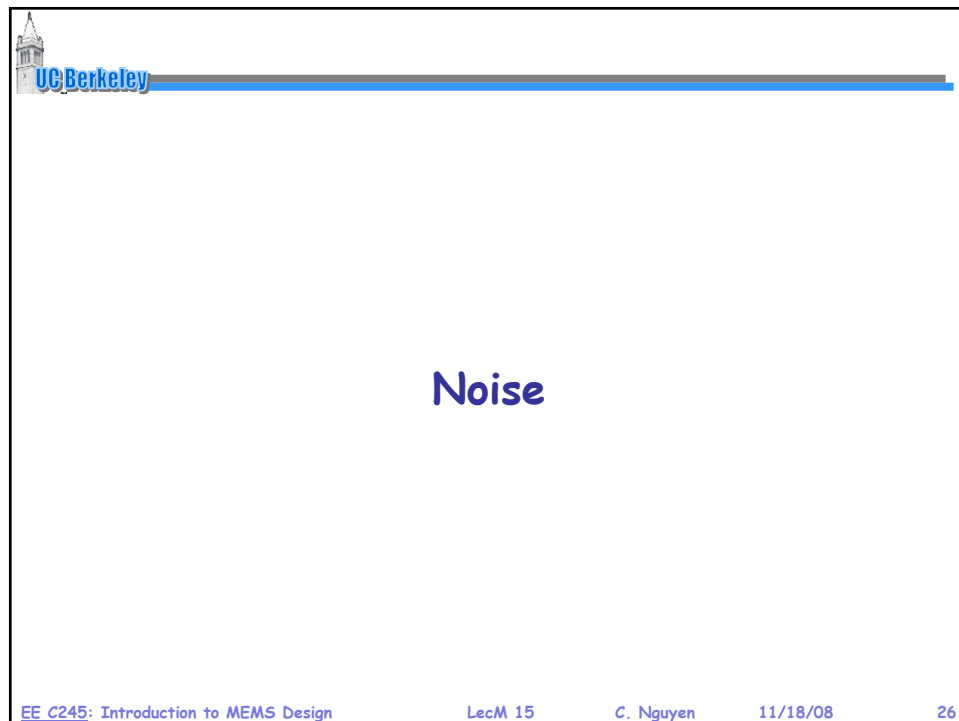 UC Berkeley
Noise
EE C245: Introduction to MEMS Design LecM 15 C. Nguyen 11/18/08 26